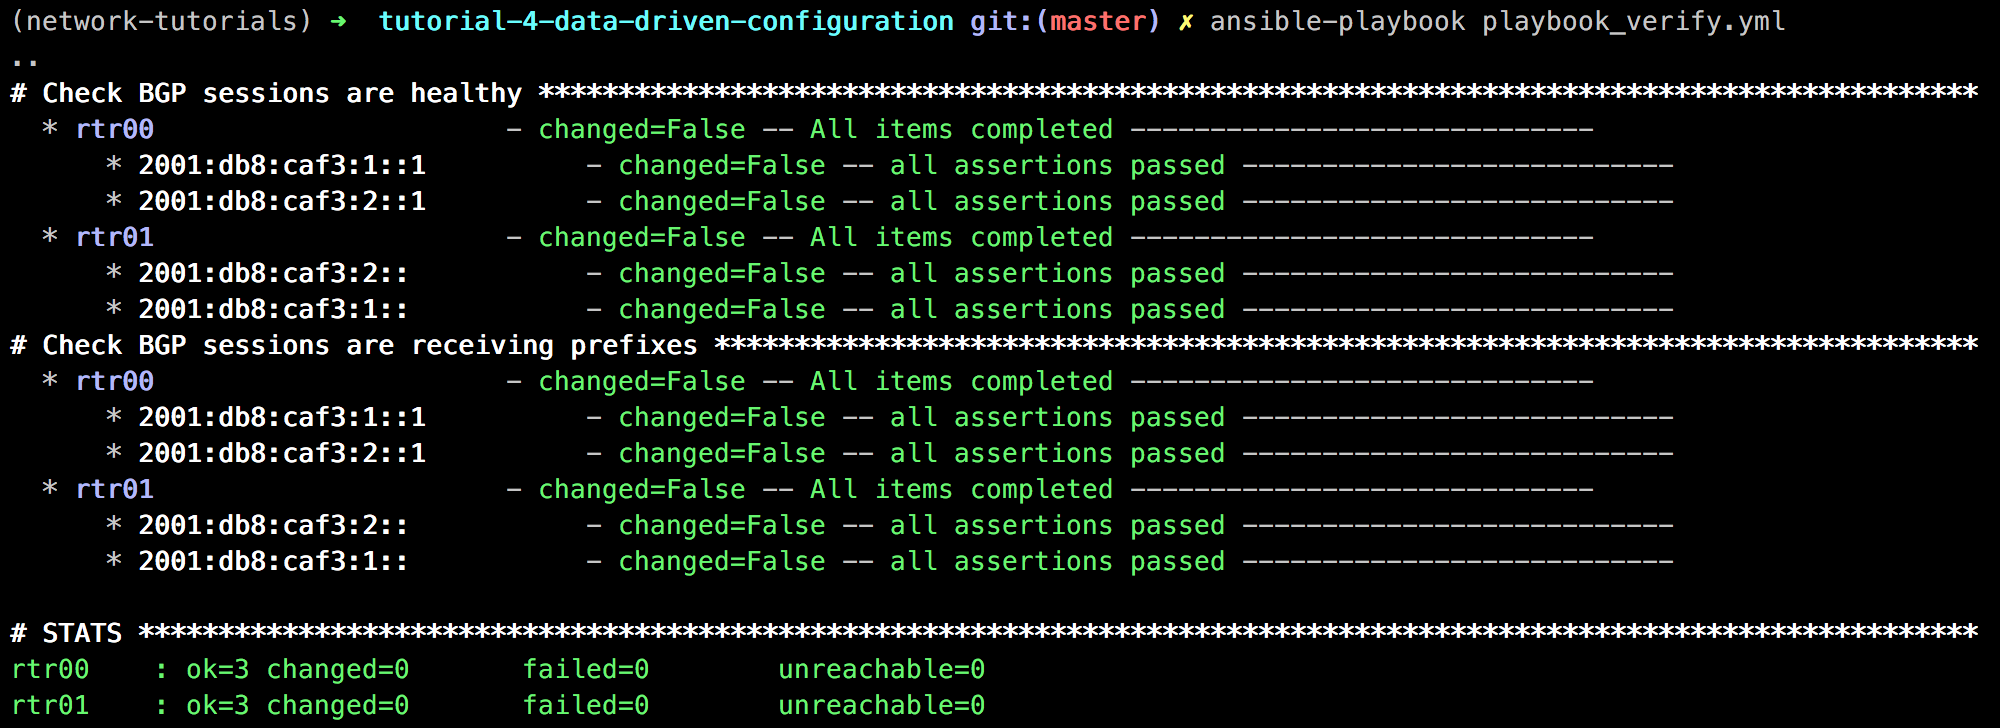 (network-tutorials) ➜  tutorial-4-data-driven-configuration git:(master) ✗ ansible-playbook playbook_verify.yml
..
# Check BGP sessions are healthy ******************************************************************************************
  * rtr00                      - changed=False -- All items completed -----------------------------
      * 2001:db8:caf3:1::1          - changed=False -- all assertions passed ---------------------------
      * 2001:db8:caf3:2::1          - changed=False -- all assertions passed ---------------------------
  * rtr01                      - changed=False -- All items completed -----------------------------
      * 2001:db8:caf3:2::           - changed=False -- all assertions passed ---------------------------
      * 2001:db8:caf3:1::           - changed=False -- all assertions passed ---------------------------
# Check BGP sessions are receiving prefixes *******************************************************************************
  * rtr00                      - changed=False -- All items completed -----------------------------
      * 2001:db8:caf3:1::1          - changed=False -- all assertions passed ---------------------------
      * 2001:db8:caf3:2::1          - changed=False -- all assertions passed ---------------------------
  * rtr01                      - changed=False -- All items completed -----------------------------
      * 2001:db8:caf3:2::           - changed=False -- all assertions passed ---------------------------
      * 2001:db8:caf3:1::           - changed=False -- all assertions passed ---------------------------
# STATS *******************************************************************************************************************
rtr00    : ok=3 changed=0       failed=0        unreachable=0
rtr01    : ok=3 changed=0       failed=0        unreachable=0